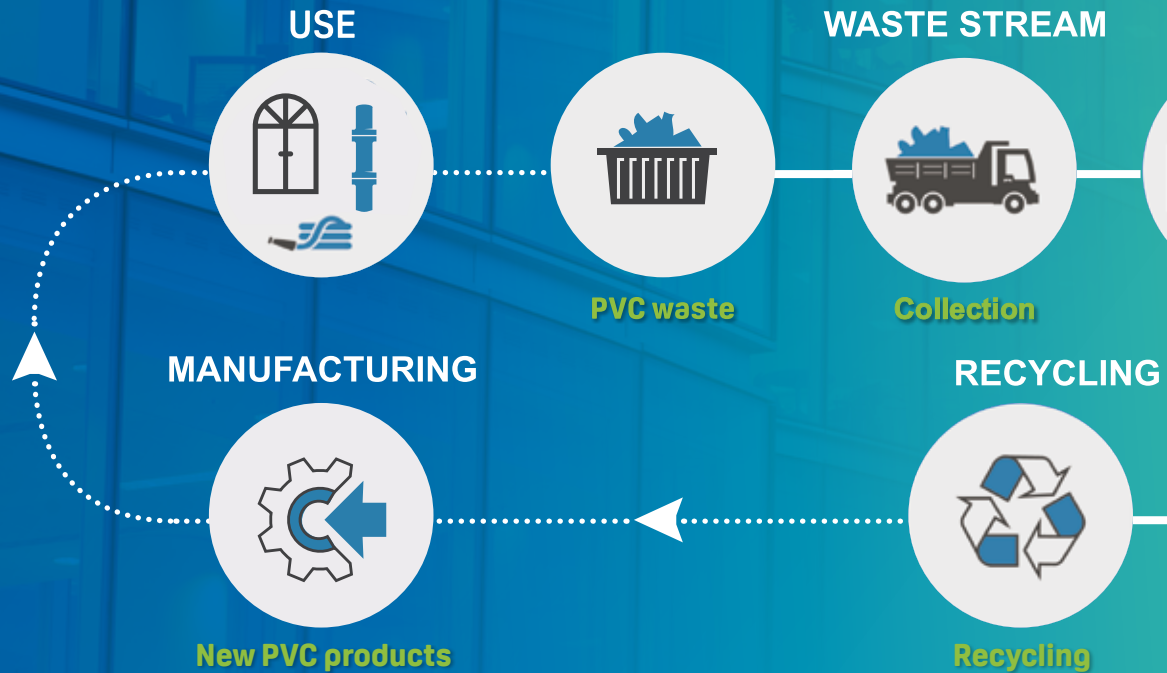 USE
WASTE STREAM
PVC waste
Collection
MANUFACTURING
RECYCLING
New PVC products
Recycling